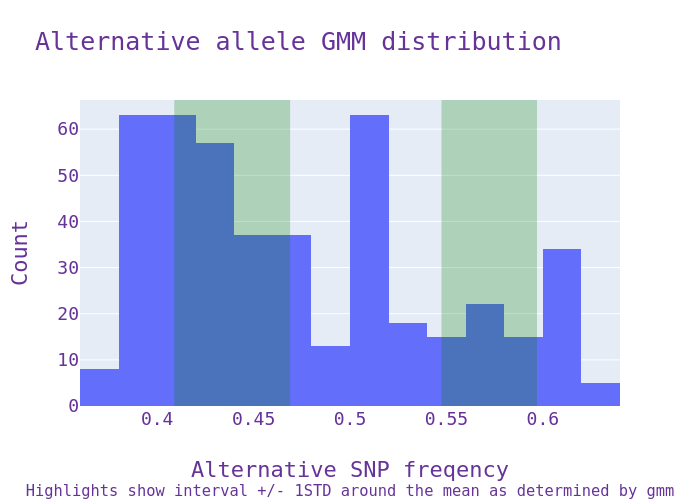 Alternative allele GMM distribution
60
50
40
30
20
10
0
Count
0.4 0.45 0.5 0.55 0.6
Alternative SNP freqency
Highlights show interval +/- 1STD around the mean as determined by gmm